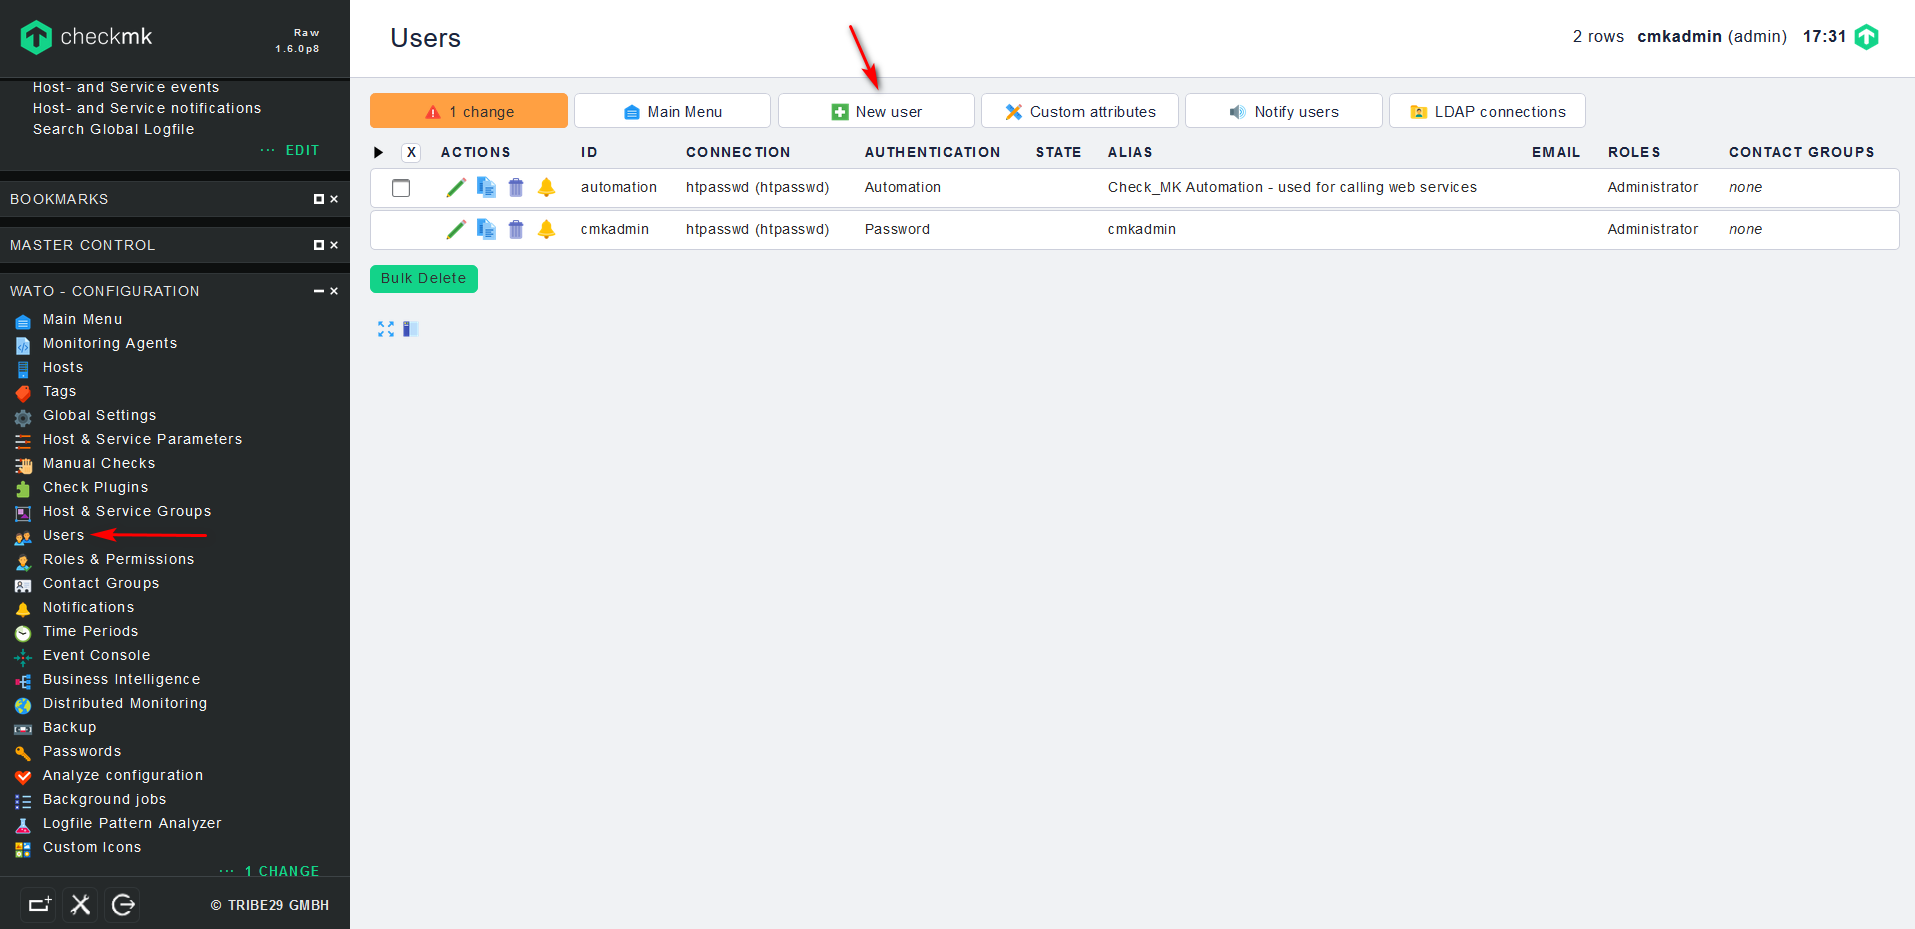 checkmk
Raw
1.6.0p8
Host- and Service events
Host- and Service notifications
Search Global Logfile
··· EDIT
BOOKMARKS
MASTER CONTROL
WATO - CONFIGURATION
Main Menu
Monitoring Agents
Hosts
Tags
Global Settings
Host & Service Parameters
Manual Checks
Check Plugins
Host & Service Groups
Users
Roles & Permissions
Contact Groups
Notifications
Time Periods
Event Console
Business Intelligence
Distributed Monitoring
Backup
Passwords
Analyze configuration
Background jobs
Logfile Pattern Analyzer
Custom Icons
··· 1 CHANGE
© TRIBE29 GMBH
Users
2 rows cmkadmin (admin) 17:31
1 change Main Menu New user Custom attributes Notify users LDAP connections
X ACTIONS ID CONNECTION AUTHENTICATION STATE ALIAS EMAIL ROLES CONTACT GROUPS
automation htpasswd (htpasswd) Automation Check_MK Automation - used for calling web services Administrator none
cmkadmin htpasswd (htpasswd) Password cmkadmin Administrator none
Bulk Delete